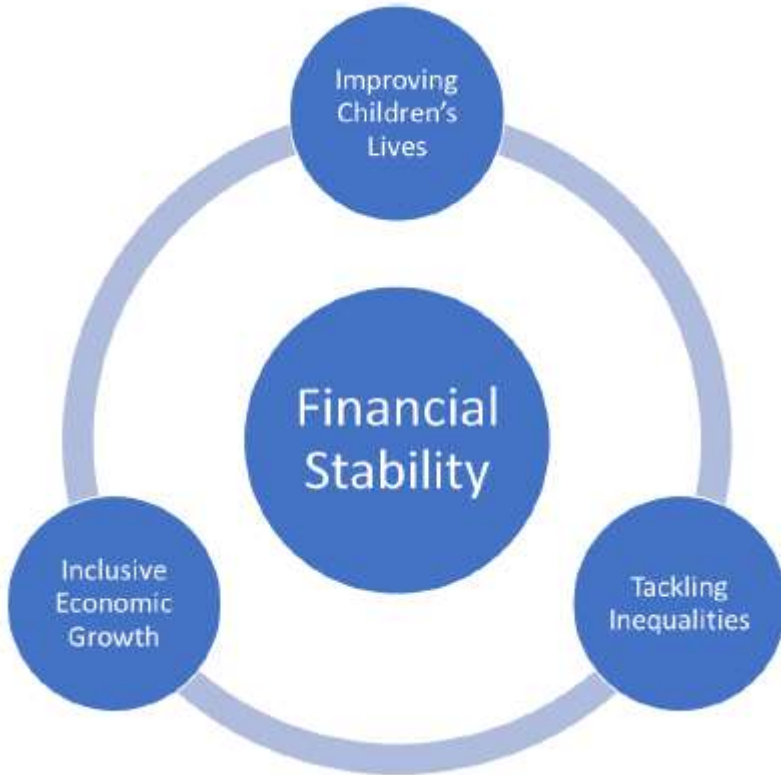 Improving
Children’s
Lives
Financial
Stability
Inclusive
Economic
Growth
Tackling
Inequalities